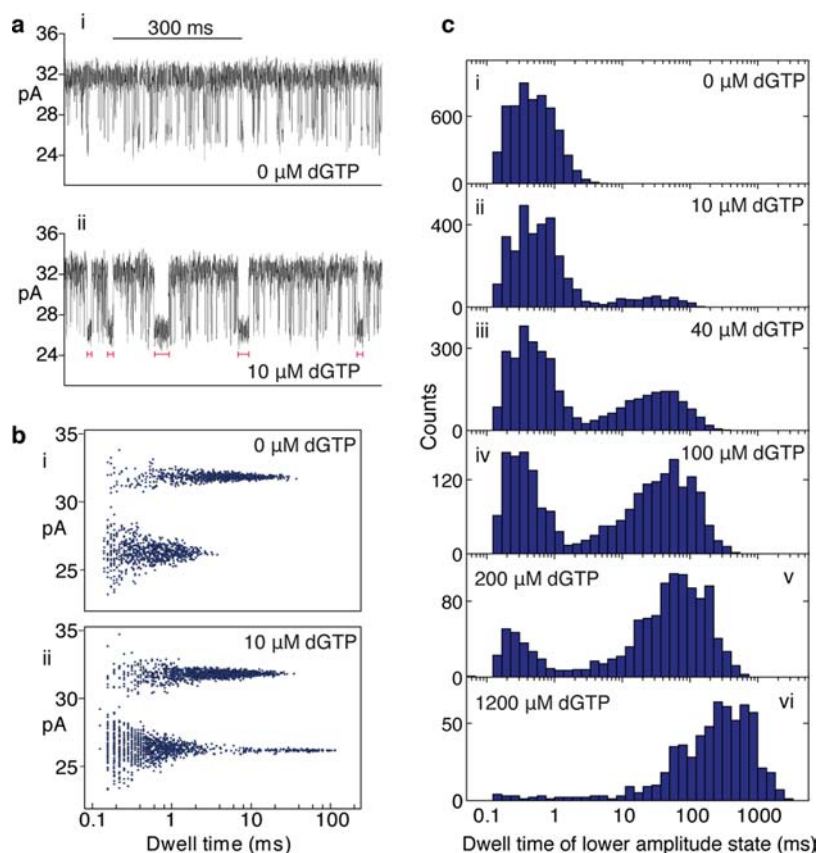 a
i
36
300 ms
32
pA
28
24
0 µM dGTP
ii
36
32
pA
28
24
10 µM dGTP
b
i
35
0 µM dGTP
30
pA
25
ii
35
10 µM dGTP
30
pA
25
0.1 1 10 100
Dwell time (ms)
c
i
0 µM dGTP
600
0
ii
10 µM dGTP
400
0
iii
40 µM dGTP
300
0
Counts
iv
100 µM dGTP
120
0
200 µM dGTP
v
80
0
1200 µM dGTP
vi
50
0
0.1 1 10 100 1000
Dwell time of lower amplitude state (ms)